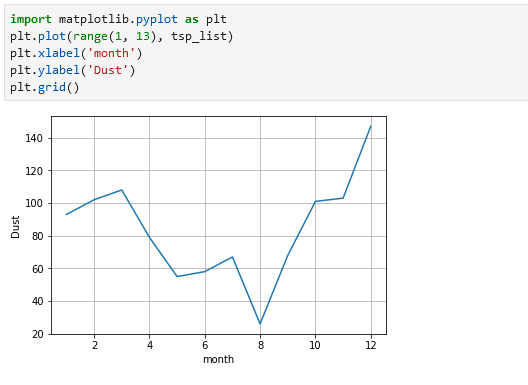 import matplotlib.pyplot as plt
plt.plot(range(1, 13), tsp_list)
plt.xlabel('month')
plt.ylabel('Dust')
plt.grid()
140
120
100
80
60
40
20
Dust
2 4 6 8 10 12
month